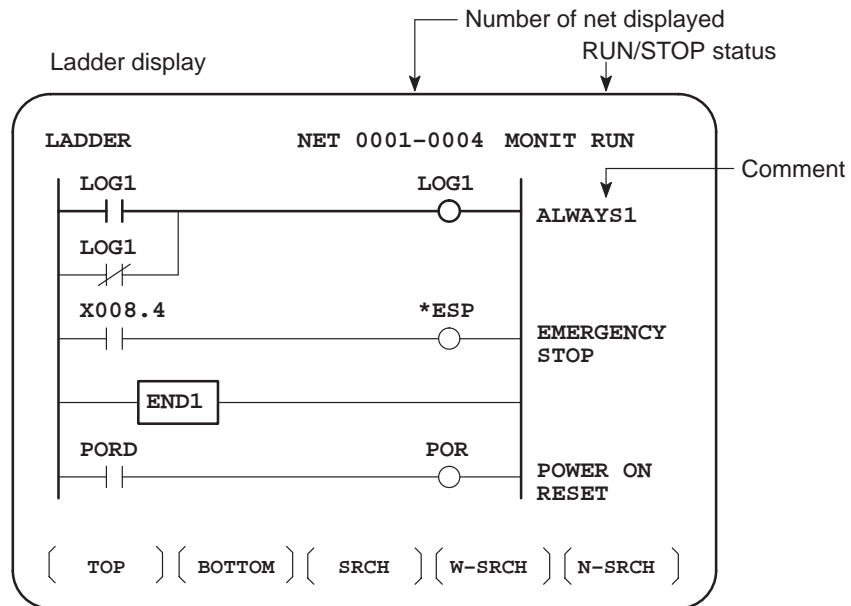 Number of net displayed
RUN/STOP status
Ladder display
LADDER NET 0001-0004 MONIT RUN
Comment
LOG1 LOG1
ALWAYS1
LOG1
X008.4 *ESP
EMERGENCY
STOP
END1
PORD POR
POWER ON
RESET
TOP BOTTOM SRCH W-SRCH N-SRCH